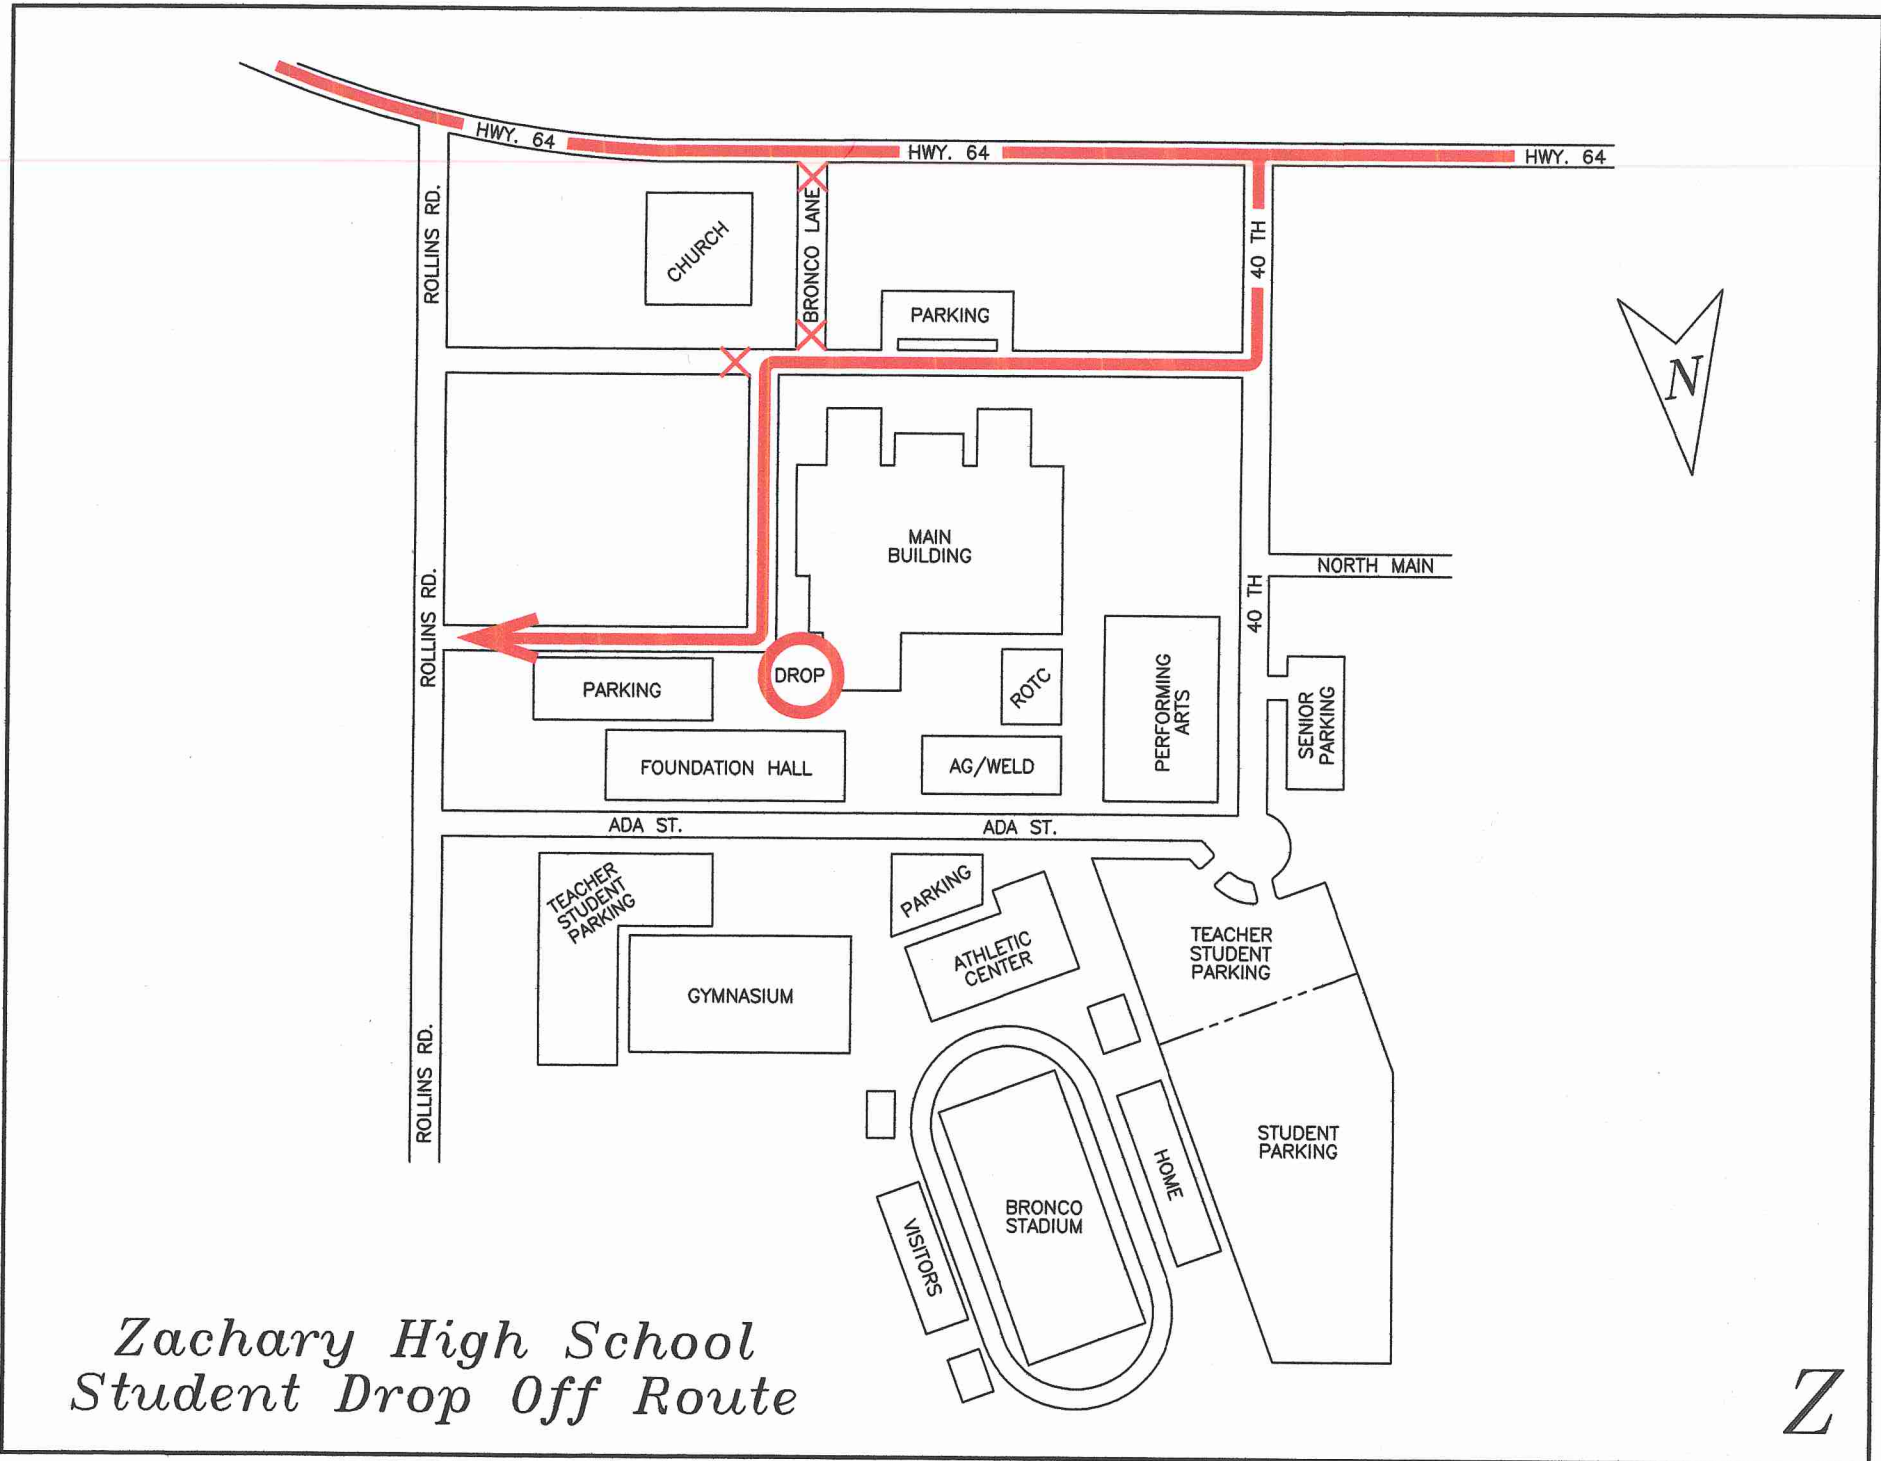 HWY. 64
HWY. 64
HWY. 64
ROLLINS RD.
CHURCH
BRONCO LANE
40 TH
PARKING
N
MAIN
BUILDING
NORTH MAIN
ROLLINS RD.
40 TH
DROP
PARKING
ROTC
PERFORMING
ARTS
SENIOR
PARKING
FOUNDATION HALL
AG/WELD
ADA ST.
ADA ST.
TEACHER
STUDENT
PARKING
PARKING
ATHLETIC
CENTER
TEACHER
STUDENT
PARKING
GYMNASIUM
ROLLINS RD.
STUDENT
PARKING
HOME
BRONCO
STADIUM
VISITORS
Zachary High School
Student Drop Off Route
Z